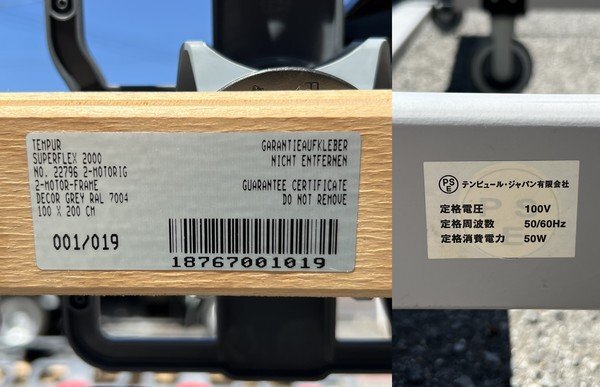 TEMPUR
SUPERFLEX 2000
NO. 22796 2-MOTORIG
2-MOTOR-FRAME
DECOR GREY RAL 7004
100 X 200 CM
001/019
GARANTIEAUFKLEBER
NICHT ENTFERNEN
GUARANTEE CERTIFICATE
DO NOT REMOVE
18767001019
PSE テンピュール・ジャパン有限会社
定格電圧 100V
定格周波数 50/60Hz
定格消費電力 50W